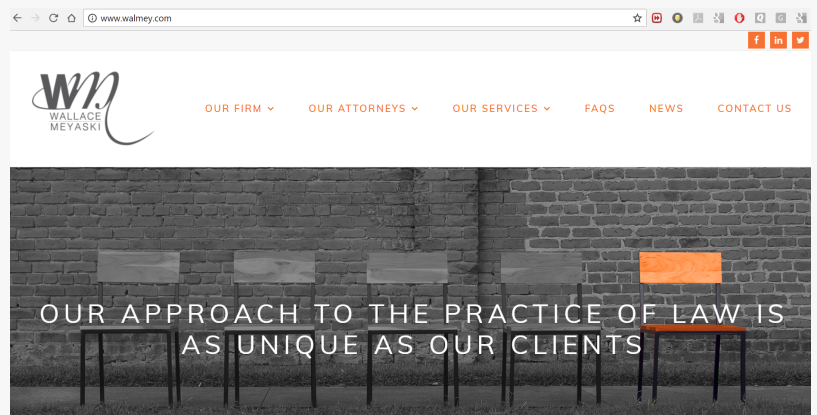 www.walmey.com
f in
WM
WALLACE
MEYASKI
OUR FIRM OUR ATTORNEYS OUR SERVICES FAQS NEWS CONTACT US
OUR APPROACH TO THE PRACTICE OF LAW IS
AS UNIQUE AS OUR CLIENTS